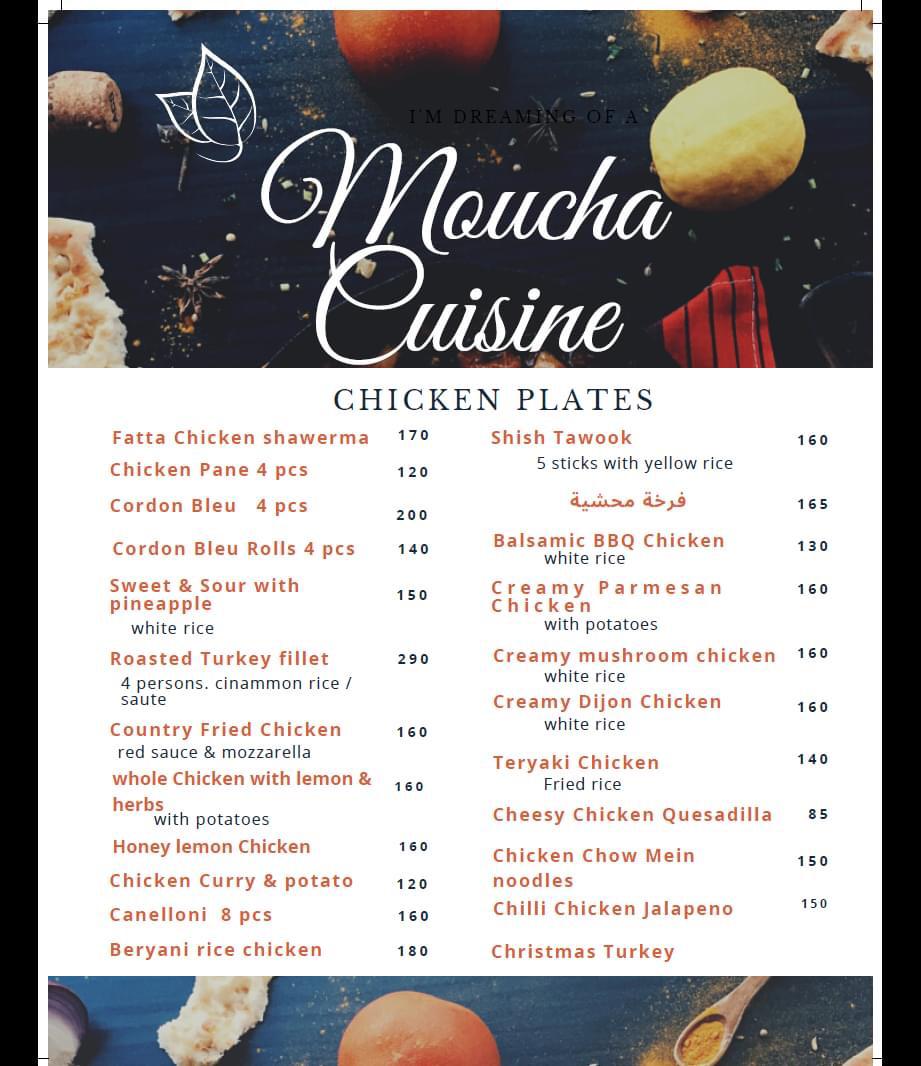 I'M DREAMING OF A
Moucha
Cuisine
CHICKEN PLATES
Fatta Chicken shawerma 170
Chicken Pane 4 pcs 120
Cordon Bleu 4 pcs 200
Cordon Bleu Rolls 4 pcs 140
Sweet & Sour with
pineapple 150
white rice
Roasted Turkey fillet 290
4 persons. cinammon rice /
saute
Country Fried Chicken 160
red sauce & mozzarella
whole Chicken with lemon & 160
herbs
with potatoes
Honey lemon Chicken 160
Chicken Curry & potato 120
Canelloni 8 pcs 160
Beryani rice chicken 180
Shish Tawook 160
5 sticks with yellow rice
فرخة محشية 165
Balsamic BBQ Chicken 130
white rice
Creamy Parmesan 160
Chicken
with potatoes
Creamy mushroom chicken 160
white rice
Creamy Dijon Chicken 160
white rice
Teryaki Chicken 140
Fried rice
Cheesy Chicken Quesadilla 85
Chicken Chow Mein 150
noodles
Chilli Chicken Jalapeno 150
Christmas Turkey